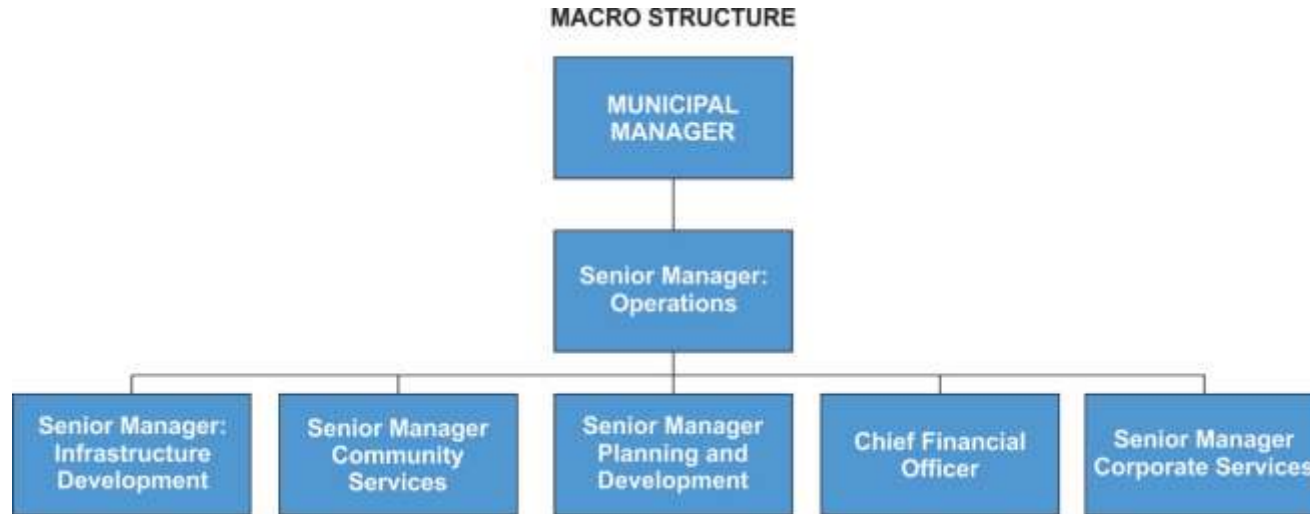 MACRO STRUCTURE
MUNICIPAL
MANAGER
Senior Manager:
Operations
Senior Manager:
Infrastructure
Development
Senior Manager
Community
Services
Senior Manager
Planning and
Development
Chief Financial
Officer
Senior Manager
Corporate Services